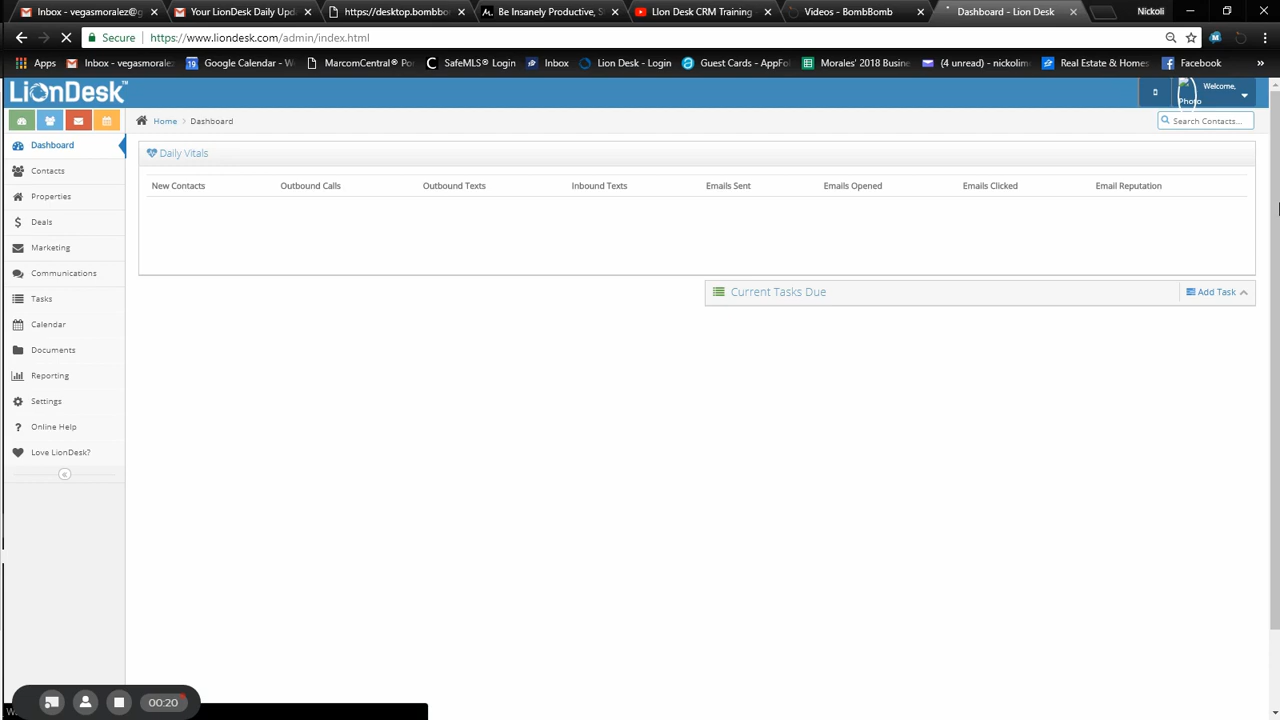 Inbox - vegasmoralez@g
Your LionDesk Daily Upd
https://desktop.bombbo
Be Insanely Productive, S
LIon Desk CRM Training
Videos - BombBomb
Dashboard - Lion Desk
Nickoli
Secure
https://www.liondesk.com/admin/index.html
Apps
Inbox - vegasmorale
Google Calendar - W
MarcomCentral® Po
SafeMLS® Login
Inbox
Lion Desk - Login
Guest Cards - AppFo
Morales' 2018 Busine
(4 unread) - nickolim
Real Estate & Homes
Facebook
»
LionDesk™
Photo
Welcome,
Home > Dashboard
Search Contacts...
Dashboard
Contacts
Properties
Deals
Marketing
Communications
Tasks
Calendar
Documents
Reporting
Settings
Online Help
Love LionDesk?
Daily Vitals
New Contacts
Outbound Calls
Outbound Texts
Inbound Texts
Emails Sent
Emails Opened
Emails Clicked
Email Reputation
Current Tasks Due
Add Task
00:20